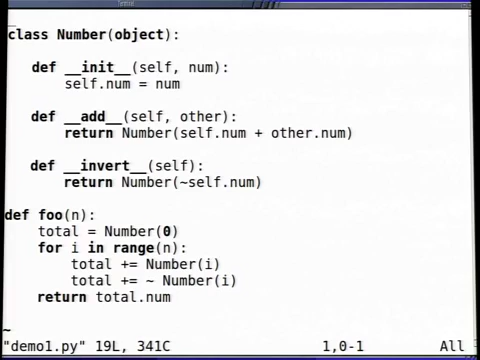 class Number(object):
def __init__(self, num):
self.num = num
def __add__(self, other):
return Number(self.num + other.num)
def __invert__(self):
return Number(~self.num)
def foo(n):
total = Number(0)
for i in range(n):
total += Number(i)
total += ~ Number(i)
return total.num
~
"demo1.py" 19L, 341C 1,0-1 All